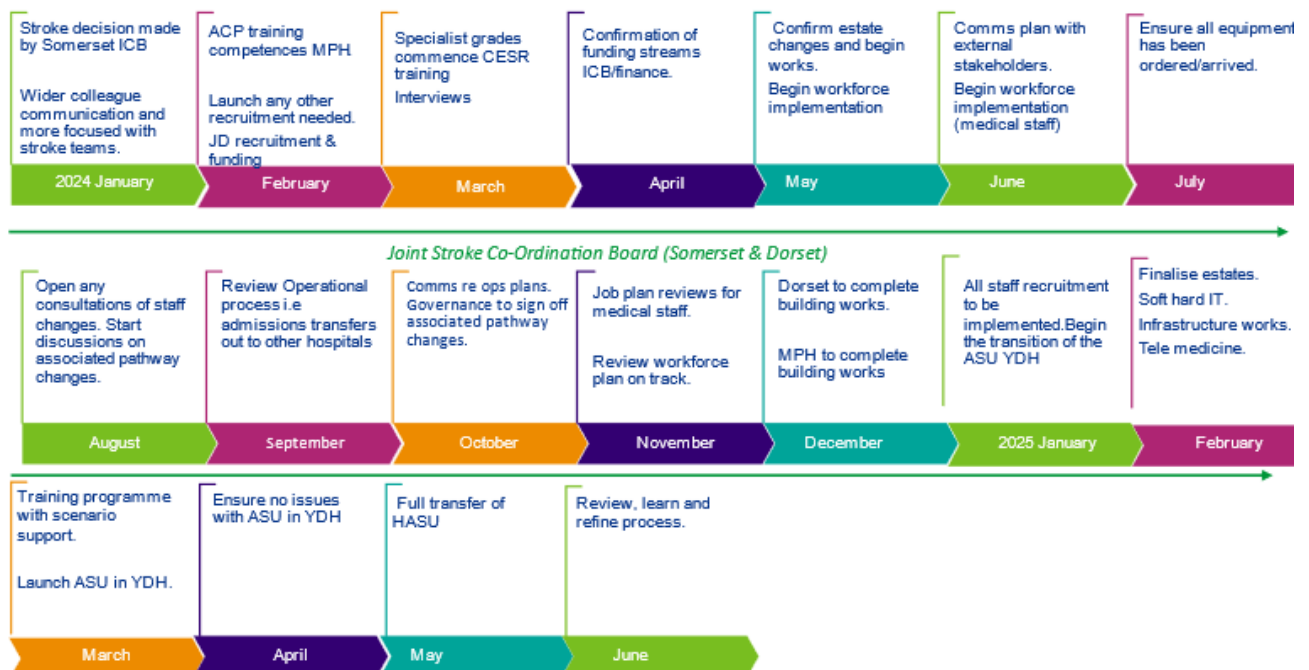 Stroke decision made
by Somerset ICB
Wider colleague
communication and
more focused with
stroke teams.
ACP training
competences MPH.
Launch any other
recruitment needed.
JD recruitment &
funding
Specialist grades
commence CESR
training
Interviews
Confirmation of
funding streams
ICB/finance.
Confirm estate
changes and begin
works.
Begin workforce
implementation
Comms plan with
external
stakeholders.
Begin workforce
implementation
(medical staff)
Ensure all equipment
has been
ordered/arrived.
2024 January
February
March
April
May
June
July
Joint Stroke Co-Ordination Board (Somerset & Dorset)
Open any
consultations of staff
changes. Start
discussions on
associated pathway
changes.
Review Operational
process i.e
admissions transfers
out to other hospitals
Comms re ops plans.
Governance to sign off
associated pathway
changes.
Job plan reviews for
medical staff.
Review workforce
plan on track.
Dorset to complete
building works.
MPH to complete
building works
All staff recruitment
to be
implemented.Begin
the transition of the
ASU YDH
Finalise estates.
Soft hard IT.
Infrastructure works.
Tele medicine.
August
September
October
November
December
2025 January
February
Training programme
with scenario
support.
Launch ASU in YDH.
Ensure no issues
with ASU in YDH
Full transfer of
HASU
Review, learn and
refine process.
March
April
May
June